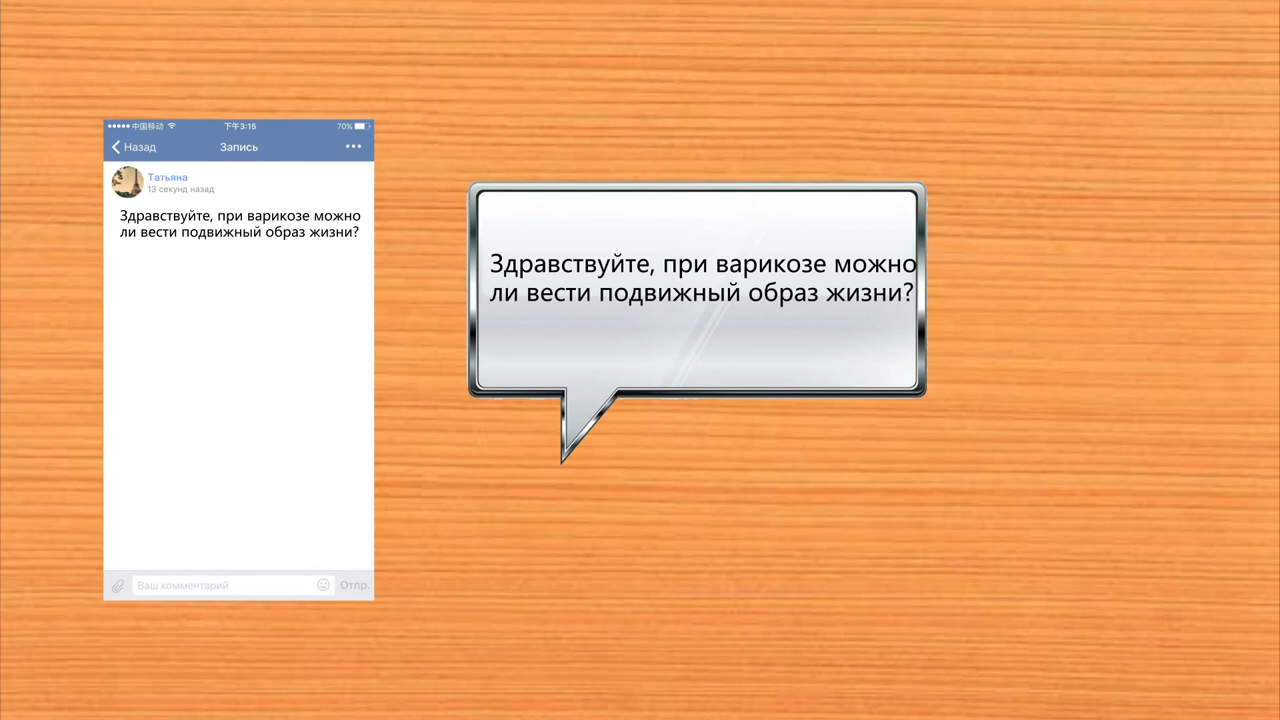 中国移动
下午3:15
70%
Назад
Запись
Татьяна
13 секунд назад
Здравствуйте, при варикозе можно
ли вести подвижный образ жизни?
Ваш комментарий
Отпр.
Здравствуйте, при варикозе можно
ли вести подвижный образ жизни?